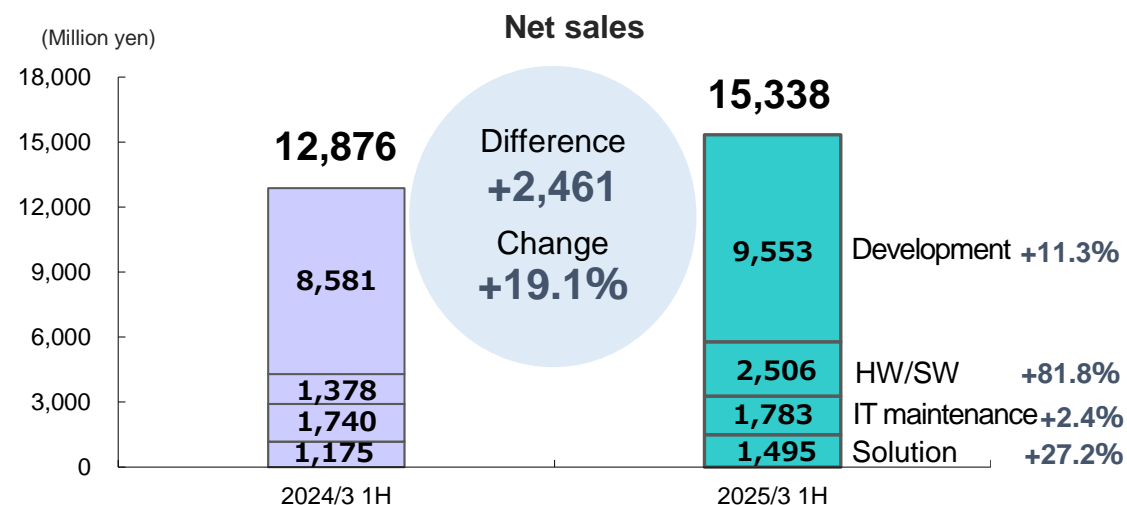 Net sales
(Million yen)
18,000
15,000
12,000
9,000
6,000
3,000
0
12,876
8,581
1,378
1,740
1,175
2024/3 1H
Difference
+2,461
Change
+19.1%
15,338
9,553
2,506
1,783
1,495
2025/3 1H
Development +11.3%
HW/SW +81.8%
IT maintenance +2.4%
Solution +27.2%